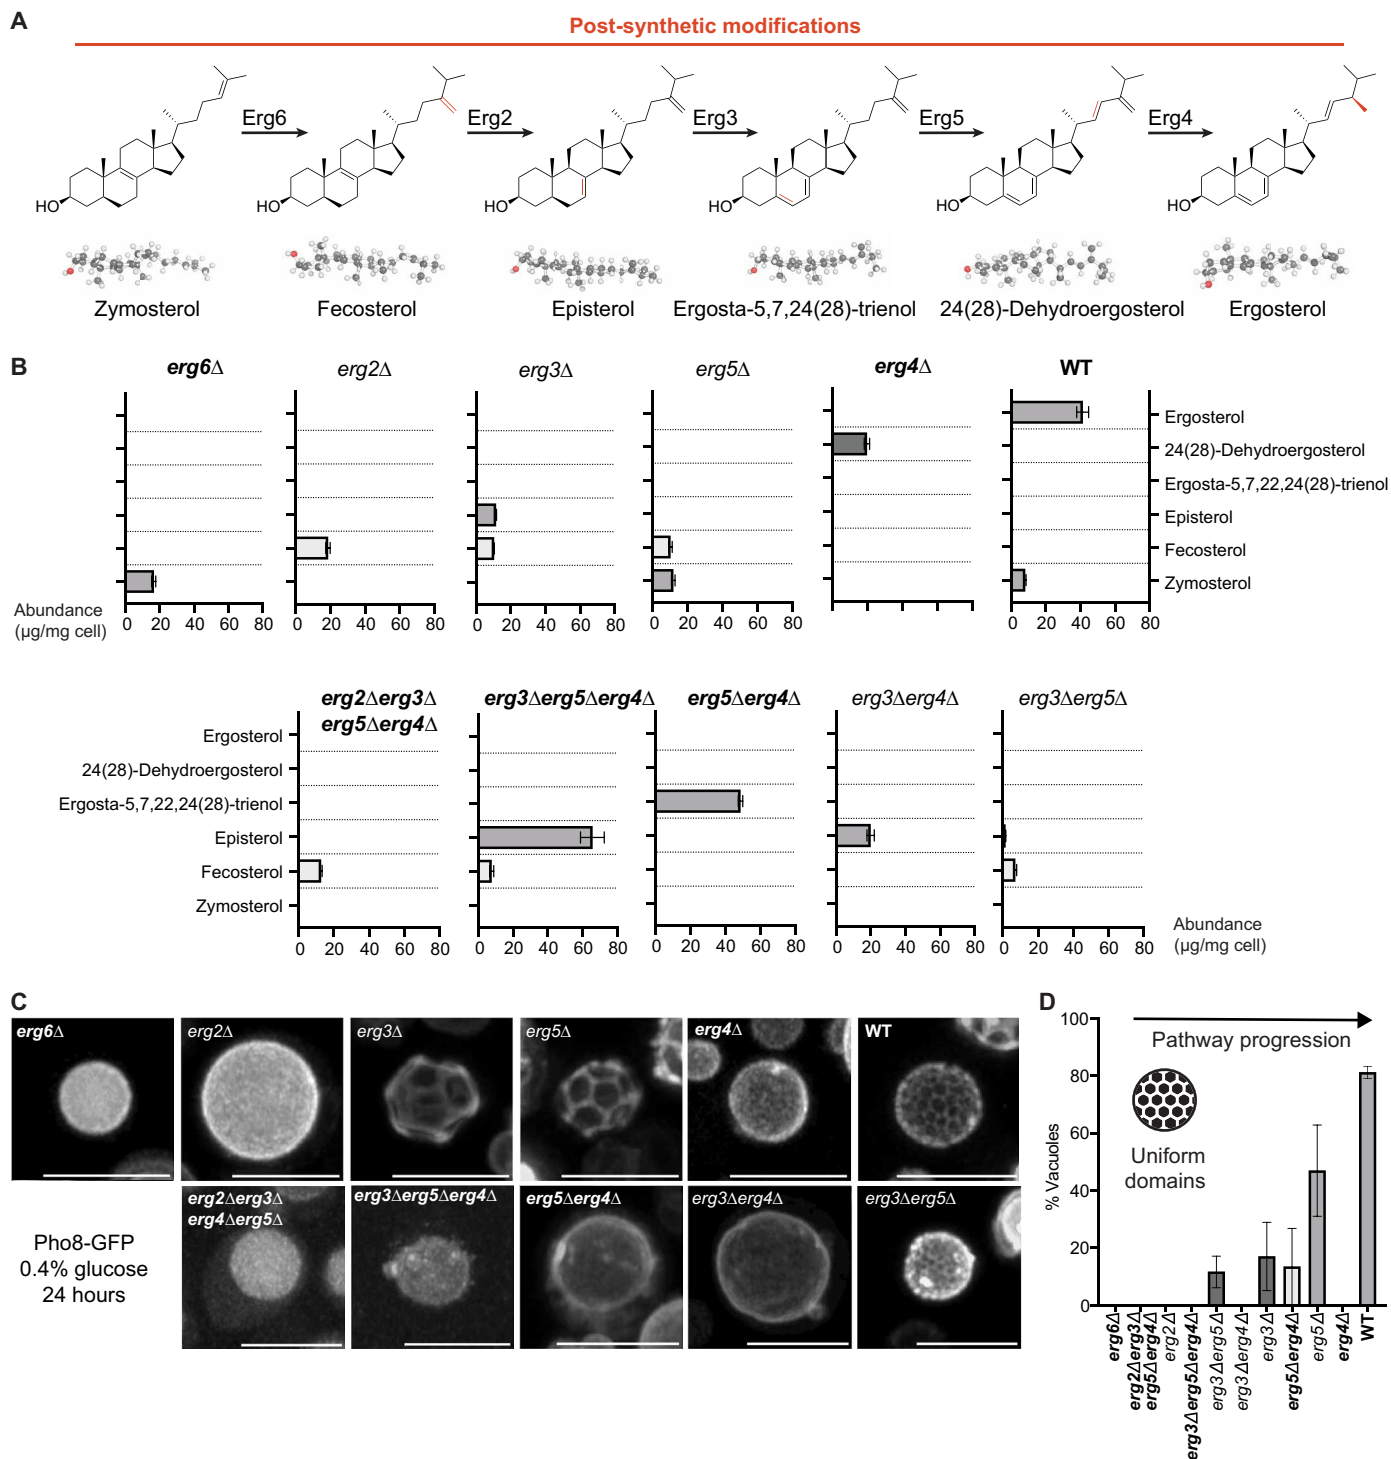 A
Post-synthetic modifications
Erg6
Erg2
Erg3
Erg5
Erg4
HO
HO
HO
HO
HO
HO
Zymosterol
Fecosterol
Episterol
Ergosta-5,7,24(28)-trienol
24(28)-Dehydroergosterol
Ergosterol
B
erg6Δ
erg2Δ
erg3Δ
erg5Δ
erg4Δ
WT
Ergosterol
24(28)-Dehydroergosterol
Ergosta-5,7,22,24(28)-trienol
Episterol
Fecosterol
Zymosterol
Abundance
(µg/mg cell)
0 20 40 60 80
0 20 40 60 80
0 20 40 60 80
0 20 40 60 80
0 20 40 60 80
erg2Δerg3Δ
erg5Δerg4Δ
erg3Δerg5Δerg4Δ
erg5Δerg4Δ
erg3Δerg4Δ
erg3Δerg5Δ
Ergosterol
24(28)-Dehydroergosterol
Ergosta-5,7,22,24(28)-trienol
Episterol
Fecosterol
Zymosterol
0 20 40 60 80
0 20 40 60 80
0 20 40 60 80
0 20 40 60 80
0 20 40 60 80
Abundance
(µg/mg cell)
C
erg6Δ
erg2Δ
erg3Δ
erg5Δ
erg4Δ
WT
erg2Δerg3Δ
erg4Δerg5Δ
erg3Δerg5Δerg4Δ
erg5Δerg4Δ
erg3Δerg4Δ
erg3Δerg5Δ
Pho8-GFP
0.4% glucose
24 hours
D
% Vacuoles
100
80
60
40
20
0
Pathway progression
Uniform
domains
erg6Δ
erg2Δerg3Δ
erg5Δerg4Δ
erg2Δ
erg3Δerg5Δerg4Δ
erg3Δerg5Δ
erg3Δerg4Δ
erg3Δ
erg5Δerg4Δ
erg5Δ
erg4Δ
WT